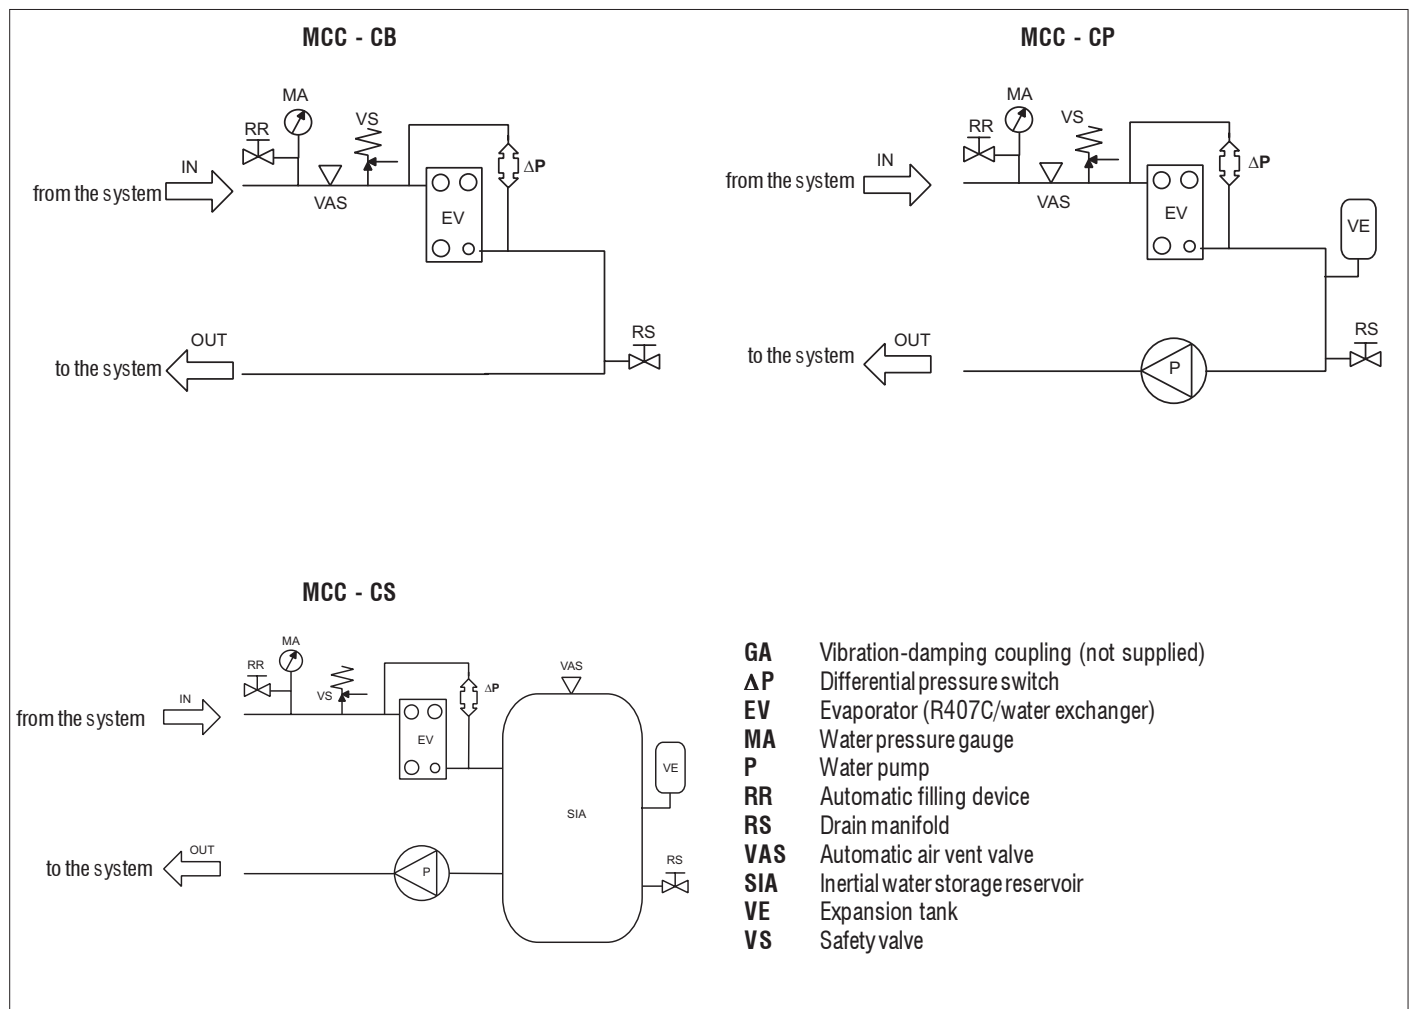 MCC - CB
MA
RR
VS
IN
ΔP
from the system
VAS
EV
OUT
RS
to the system
MCC - CP
MA
RR
VS
IN
ΔP
from the system
VAS
EV
VE
OUT
RS
to the system
P
MCC - CS
MA
RR
VAS
IN
VS
ΔP
from the system
EV
VE
SIA
OUT
RS
to the system
P
GA Vibration-damping coupling (not supplied)
ΔP Differential pressure switch
EV Evaporator (R407C/water exchanger)
MA Water pressure gauge
P Water pump
RR Automatic filling device
RS Drain manifold
VAS Automatic air vent valve
SIA Inertial water storage reservoir
VE Expansion tank
VS Safety valve